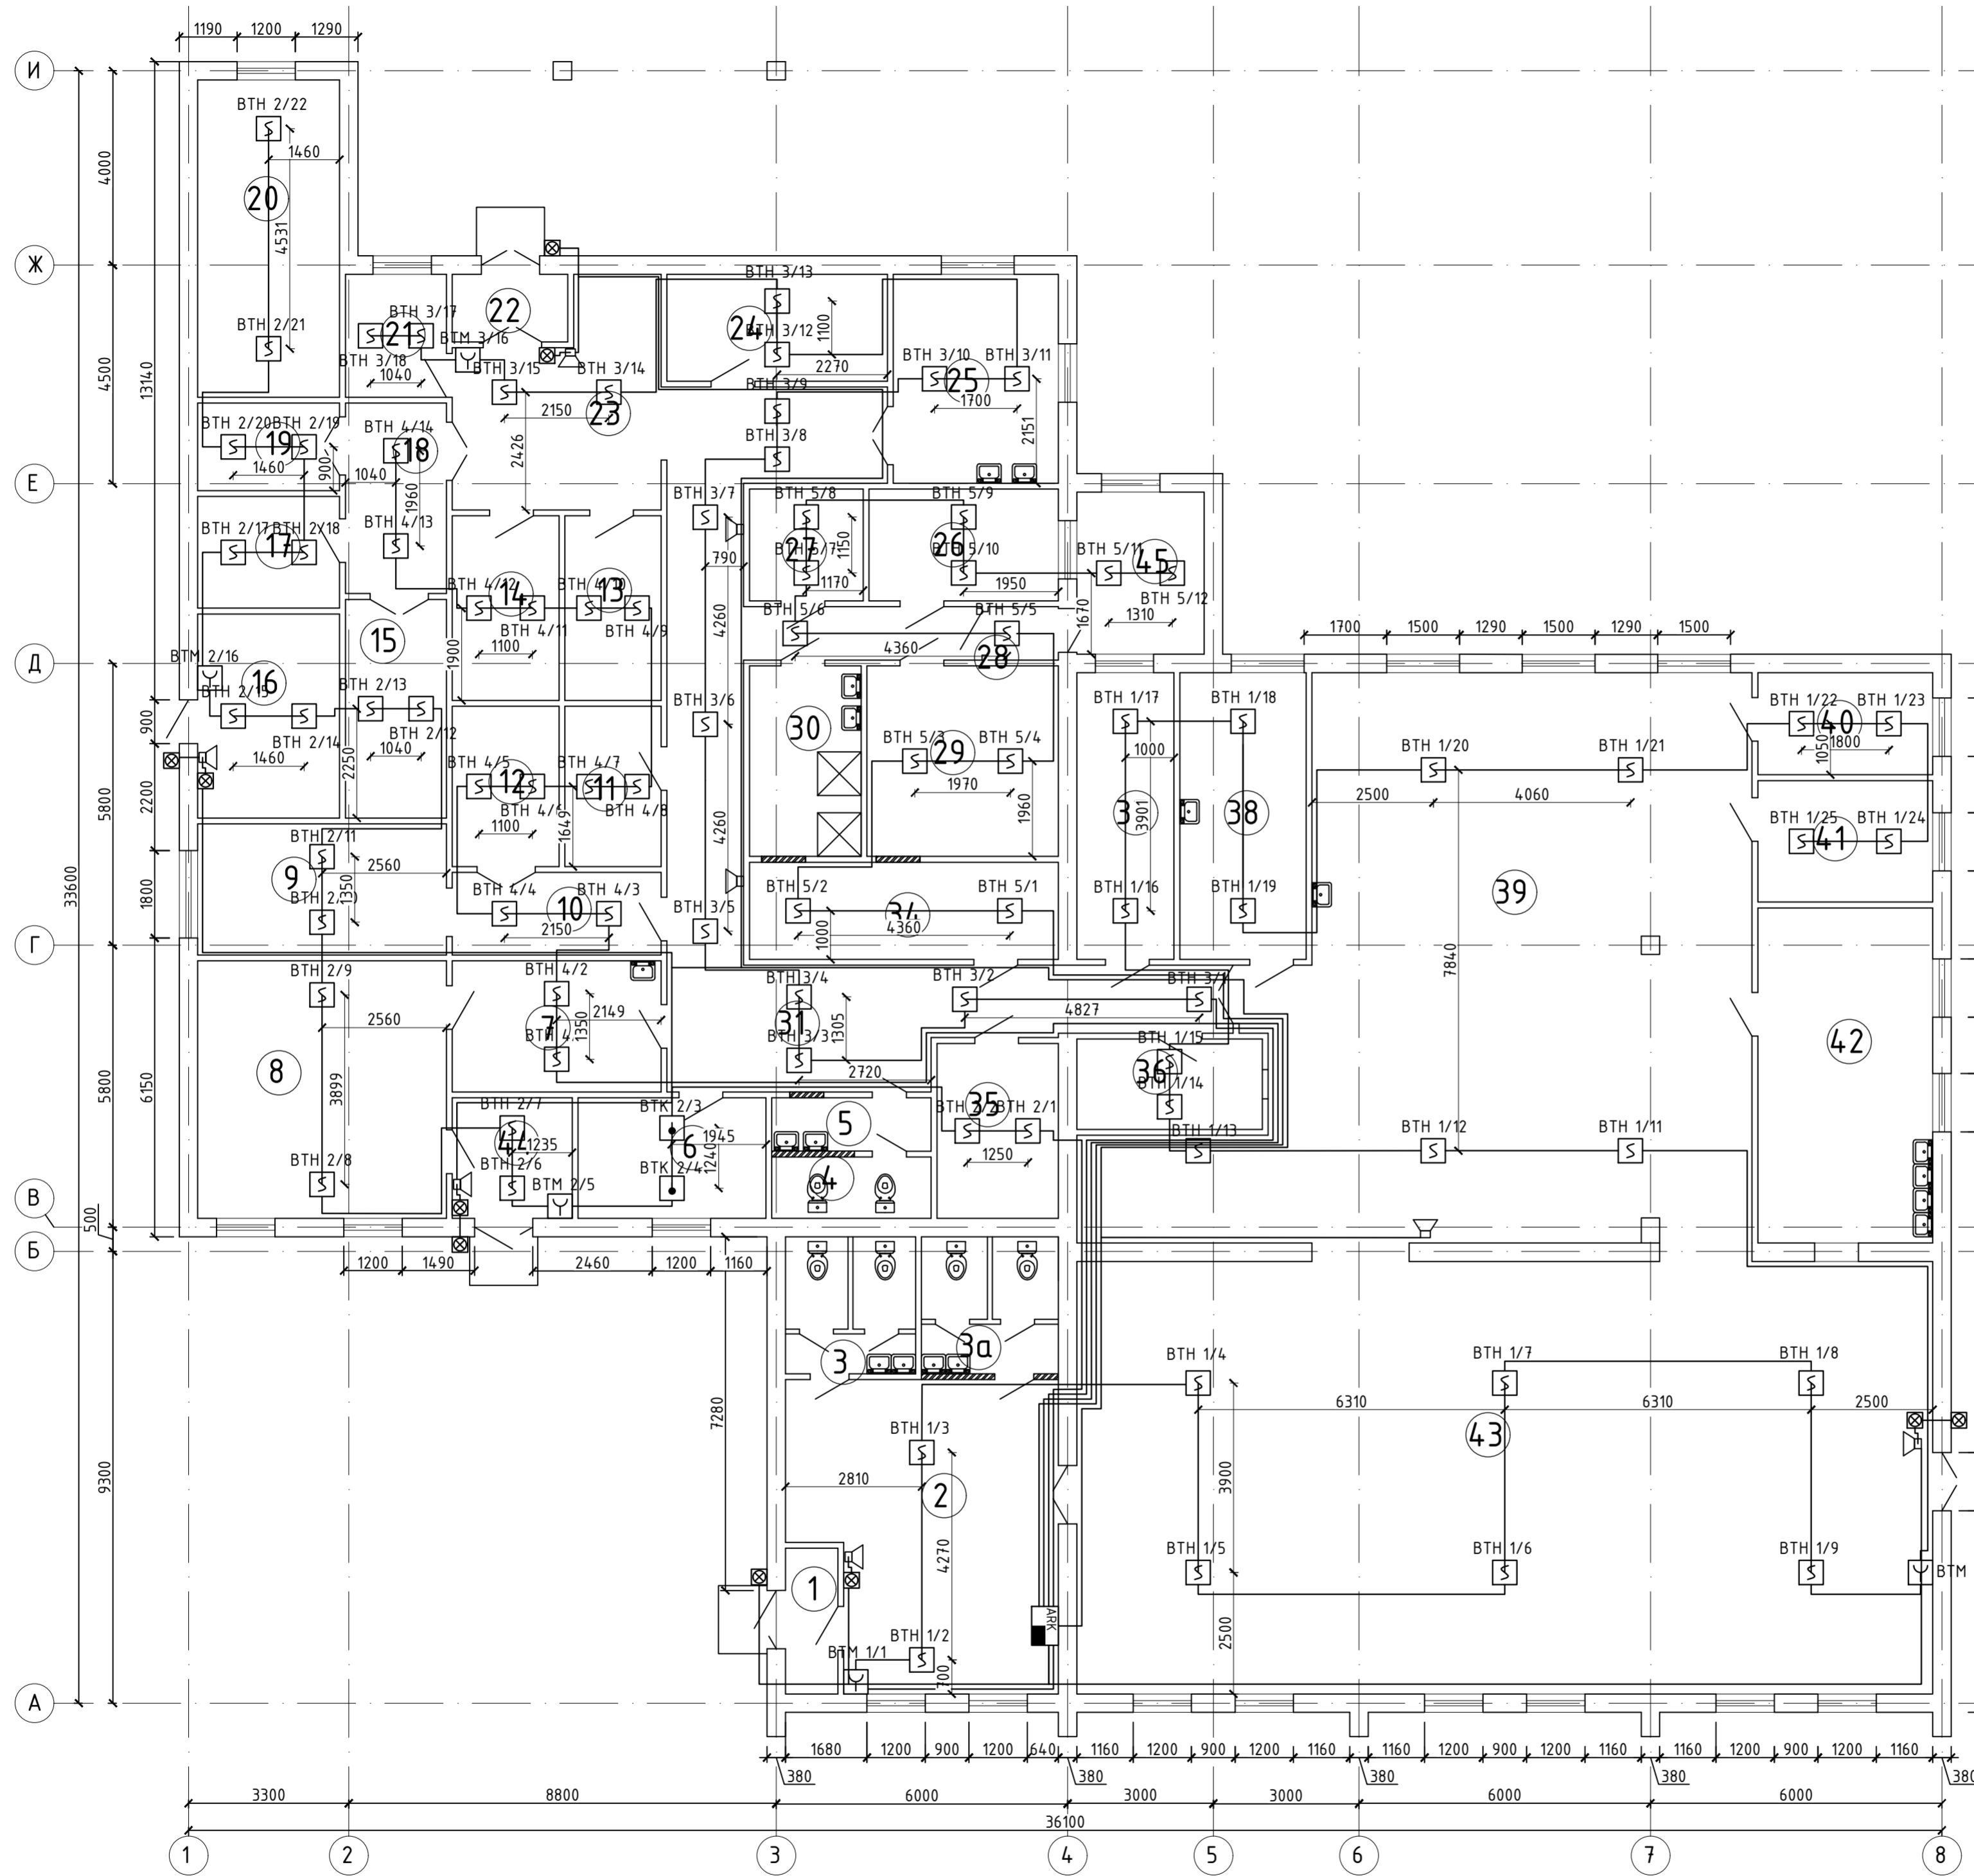 1190 1200 1290
И
ВТН 2/22
1460
4000
20
4531
13140
Ж
ВТН 3/13
22
ВТН 3/17
24
ВТН 2/21
21
ВТМ 3/16
ВТН 3/12
1100
4500
ВТН 3/18
ВТН 3/15
ВТН 3/14
2270
ВТН 3/10 ВТН 3/11
1040
ВТН 3/9
25
2150
23
1700
ВТН 2/20 ВТН 2/19
ВТН 4/14
2426
ВТН 3/8
2151
19
18
1460
900
1040
1960
Е
ВТН 3/7
ВТН 5/8
ВТН 5/9
ВТН 2/17 ВТН 2/18
ВТН 4/13
17
790
27
1150
26
ВТН 5/10
ВТН 5/11
45
ВТН 4/12
14
13
1170
1950
ВТН 5/12
15
ВТН 4/11
ВТН 4/9
4260
ВТН 5/6
ВТН 5/5
1670
1310
1900
1100
4360
28
1700 1500 1290 1500 1290 1500
Д
ВТМ 2/16
16
ВТН 2/13
ВТН 1/17
ВТН 1/18
ВТН 1/22 ВТН 1/23
900
ВТН 2/14
ВТН 2/12
ВТН 3/6
30
40
1460
1040
2250
ВТН 4/5
ВТН 4/7
ВТН 5/3
29
ВТН 5/4
1000
ВТН 1/20
ВТН 1/21
1050
1800
12
11
1970
2500
4060
33600
5800
22200
1100
1649
ВТН 4/8
4260
1960
3901
38
ВТН 1/25
41
ВТН 1/24
ВТН 2/11
9
1350
2560
1800
ВТН 4/4
10
ВТН 4/3
ВТН 5/2
34
ВТН 5/1
ВТН 1/16
ВТН 1/19
39
2150
ВТН 3/5
1000
4360
Г
ВТН 2/9
ВТН 4/2
ВТН 3/4
ВТН 3/2
7840
2560
7
1350
2149
31
1305
4827
42
ВТН 3/3
ВТН 1/15
8
36
5800
6150
3899
2720
ВТН 1/14
ВТН 2/7
ВТК 2/3
5
35
ВТН 2/1
44
1235
6
1945
1240
ВТН 1/13
ВТН 1/12
ВТН 1/11
ВТН 2/8
ВТН 2/6
ВТК 2/4
4
1250
ВТМ 2/5
В
500
Б
1200 1490 2460 1200 1160
3
3а
ВТН 1/4
ВТН 1/7
ВТН 1/8
7280
6310 6310 2500
ВТН 1/3
43
9300
2810
2
3900
4270
ВТН 1/5
ВТН 1/6
ВТН 1/9
1
ВТМ
ARK
2500
ВТМ 1/1
ВТН 1/2
700
А
1680 1200 900 1200 640 1160 1200 900 1200 1160 1160 1200 900 1200 1160 1160 1200 900 1200 1160
380 380 380 380 380
3300 8800 6000 3000 3000 6000 6000
36100
1 2 3 4 5 6 7 8